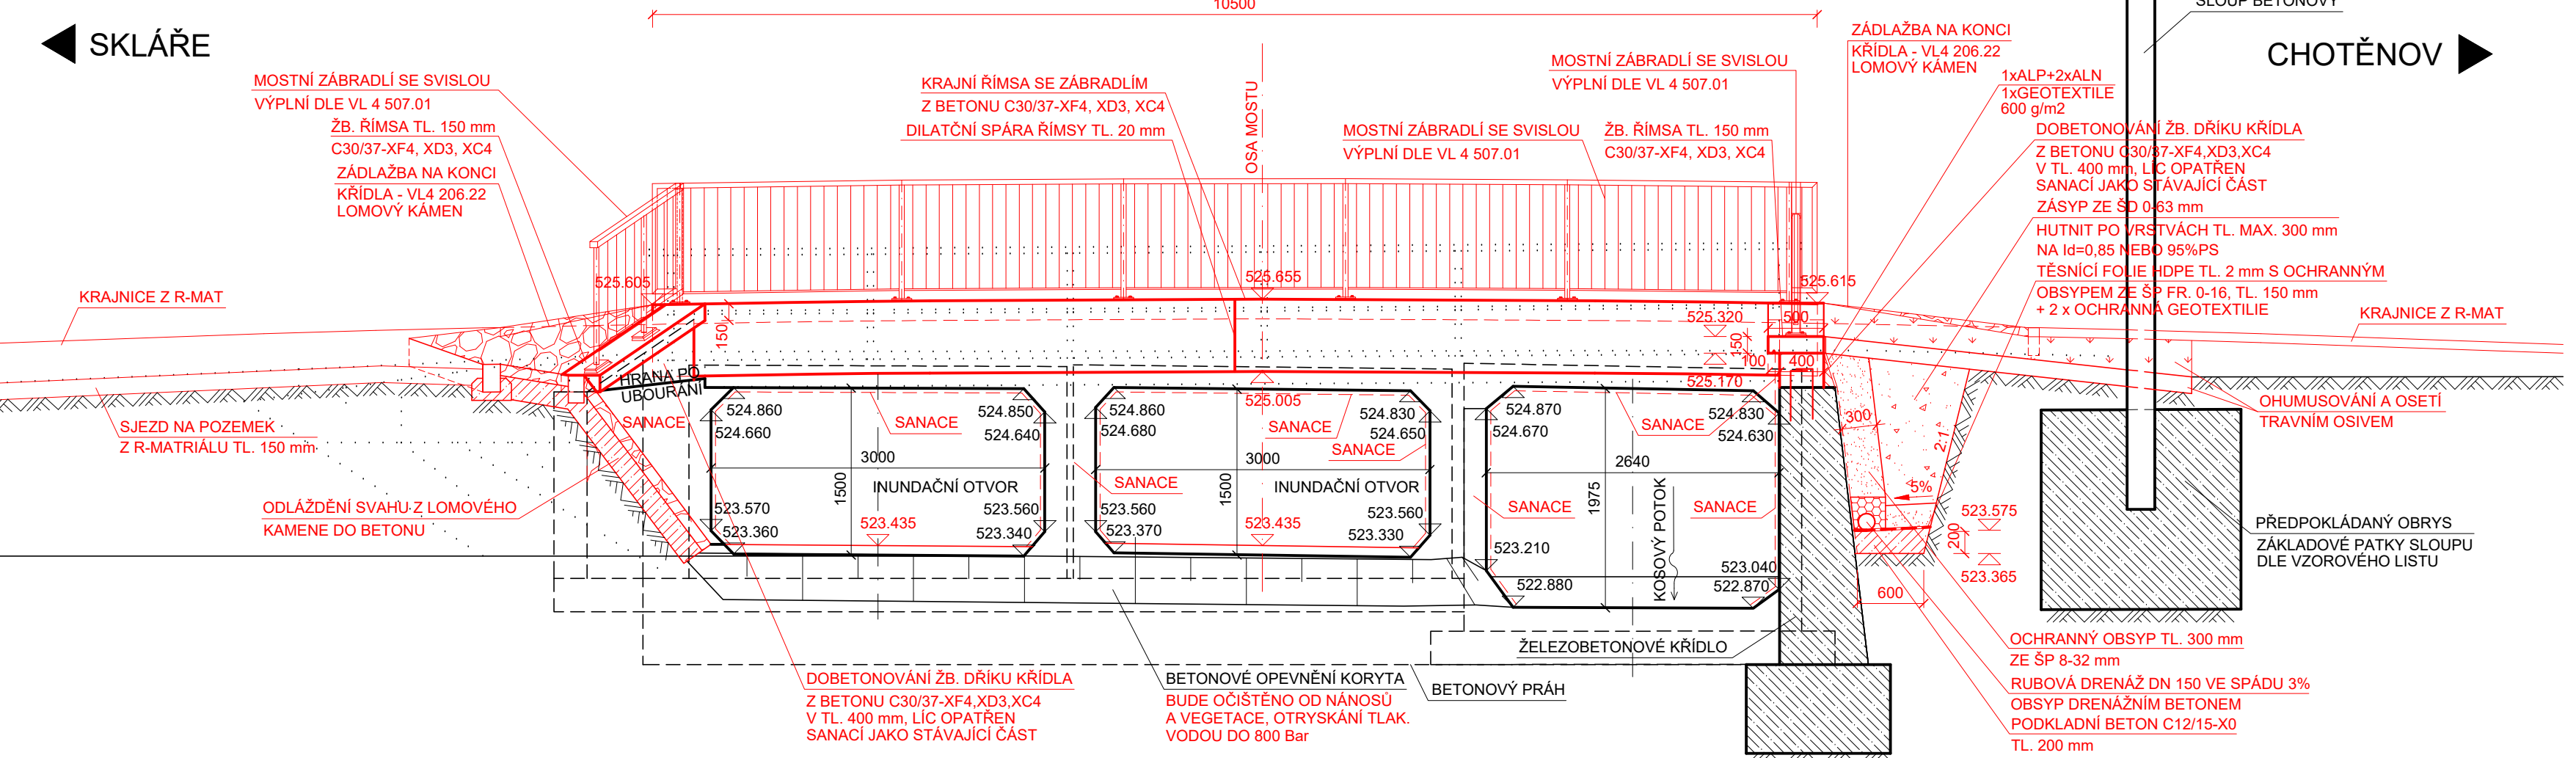 10500
SLOUP BETONOVÝ
SKLÁŘE
CHOTĚNOV
MOSTNÍ ZÁBRADLÍ SE SVISLOU
VÝPLNÍ DLE VL 4 507.01
ŽB. ŘÍMSA TL. 150 mm
C30/37-XF4, XD3, XC4
ZÁDLAŽBA NA KONCI
KŘÍDLA - VL4 206.22
LOMOVÝ KÁMEN
KRAJNÍ ŘÍMSA SE ZÁBRADLÍM
Z BETONU C30/37-XF4, XD3, XC4
DILATČNÍ SPÁRA ŘÍMSY TL. 20 mm
OSA MOSTU
MOSTNÍ ZÁBRADLÍ SE SVISLOU
VÝPLNÍ DLE VL 4 507.01
MOSTNÍ ZÁBRADLÍ SE SVISLOU
VÝPLNÍ DLE VL 4 507.01
ŽB. ŘÍMSA TL. 150 mm
C30/37-XF4, XD3, XC4
ZÁDLAŽBA NA KONCI
KŘÍDLA - VL4 206.22
LOMOVÝ KÁMEN
1xALP+2xALN
1xGEOTEXTILE
600 g/m2
DOBETONOVÁNÍ ŽB. DŘÍKU KŘÍDLA
Z BETONU C30/37-XF4,XD3,XC4
V TL. 400 mm, LÍC OPATŘEN
SANACÍ JAKO STÁVAJÍCÍ ČÁST
ZÁSYP ZE ŠD 0-63 mm
HUTNIT PO VRSTVÁCH TL. MAX. 300 mm
NA Id=0,85 NEBO 95%PS
TĚSNÍCÍ FOLIE HDPE TL. 2 mm S OCHRANNÝM
OBSYPEM ZE ŠP FR. 0-16, TL. 150 mm
+ 2 x OCHRANNÁ GEOTEXTILIE
KRAJNICE Z R-MAT
KRAJNICE Z R-MAT
525.605
525.655
525.615
150
525.320
500
150
100
400
525.170
525.005
HRANA PO
UBOURÁNÍ
SANACE
SJEZD NA POZEMEK
Z R-MATRIÁLU TL. 150 mm
ODLÁŽDĚNÍ SVAHU Z LOMOVÉHO
KAMENE DO BETONU
524.860
524.660
SANACE
524.850
524.640
3000
1500
INUNDAČNÍ OTVOR
523.570
523.360
523.435
523.560
523.340
524.860
524.680
SANACE
524.830
524.650
SANACE
3000
SANACE
1500
INUNDAČNÍ OTVOR
523.560
523.370
523.435
523.560
523.330
524.870
524.670
SANACE
524.830
524.630
2640
SANACE
1975
KOSOVÝ POTOK
SANACE
523.210
522.880
523.040
522.870
300
2:1
5%
523.575
200
523.365
600
OHUMUSOVÁNÍ A OSETÍ
TRAVNÍM OSIVEM
PŘEDPOKLÁDANÝ OBRYS
ZÁKLADOVÉ PATKY SLOUPU
DLE VZOROVÉHO LISTU
ŽELEZOBETONOVÉ KŘÍDLO
BETONOVÝ PRÁH
DOBETONOVÁNÍ ŽB. DŘÍKU KŘÍDLA
Z BETONU C30/37-XF4,XD3,XC4
V TL. 400 mm, LÍC OPATŘEN
SANACÍ JAKO STÁVAJÍCÍ ČÁST
BETONOVÉ OPEVNĚNÍ KORYTA
BUDE OČIŠTĚNO OD NÁNOSŮ
A VEGETACE, OTRYSKÁNÍ TLAK.
VODOU DO 800 Bar
OCHRANNÝ OBSYP TL. 300 mm
ZE ŠP 8-32 mm
RUBOVÁ DRENÁŽ DN 150 VE SPÁDU 3%
OBSYP DRENÁŽNÍM BETONEM
PODKLADNÍ BETON C12/15-X0
TL. 200 mm